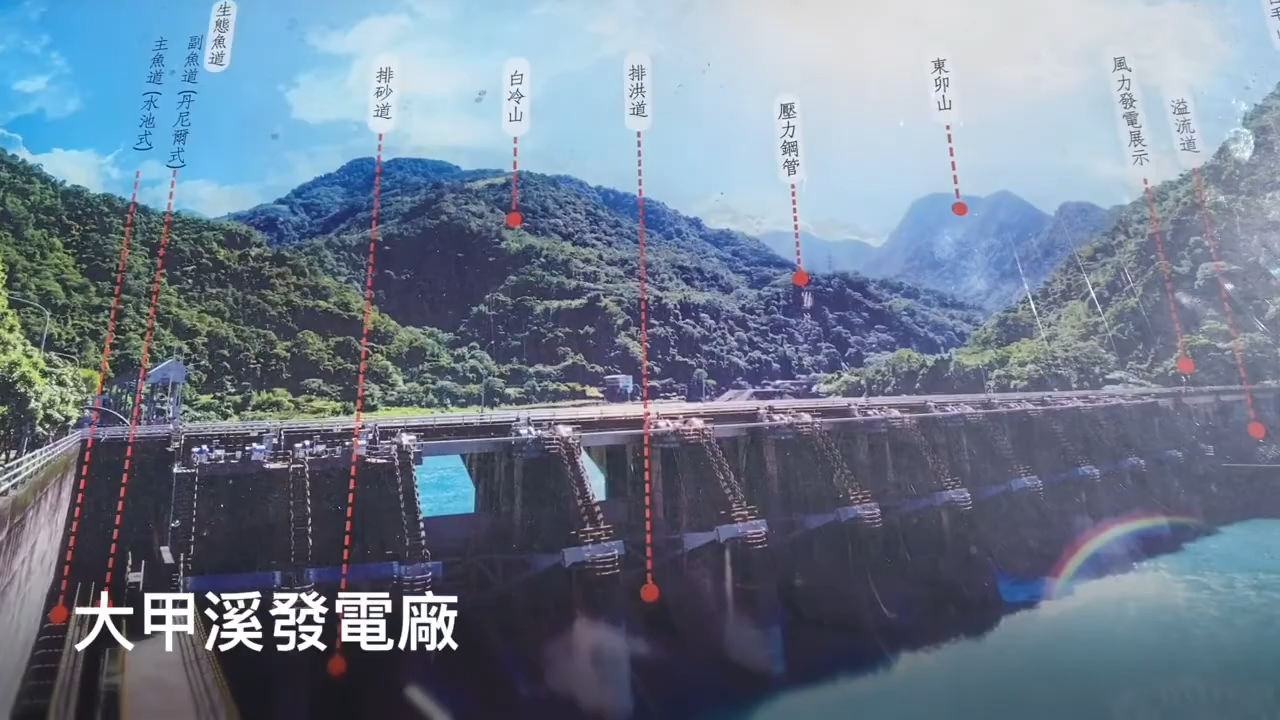 生態魚道
主魚道(水池式)
副魚道(丹尼爾式)
排砂道
白冷山
排洪道
壓力鋼管
東卯山
風力發電展示
溢流道
大甲溪發電廠